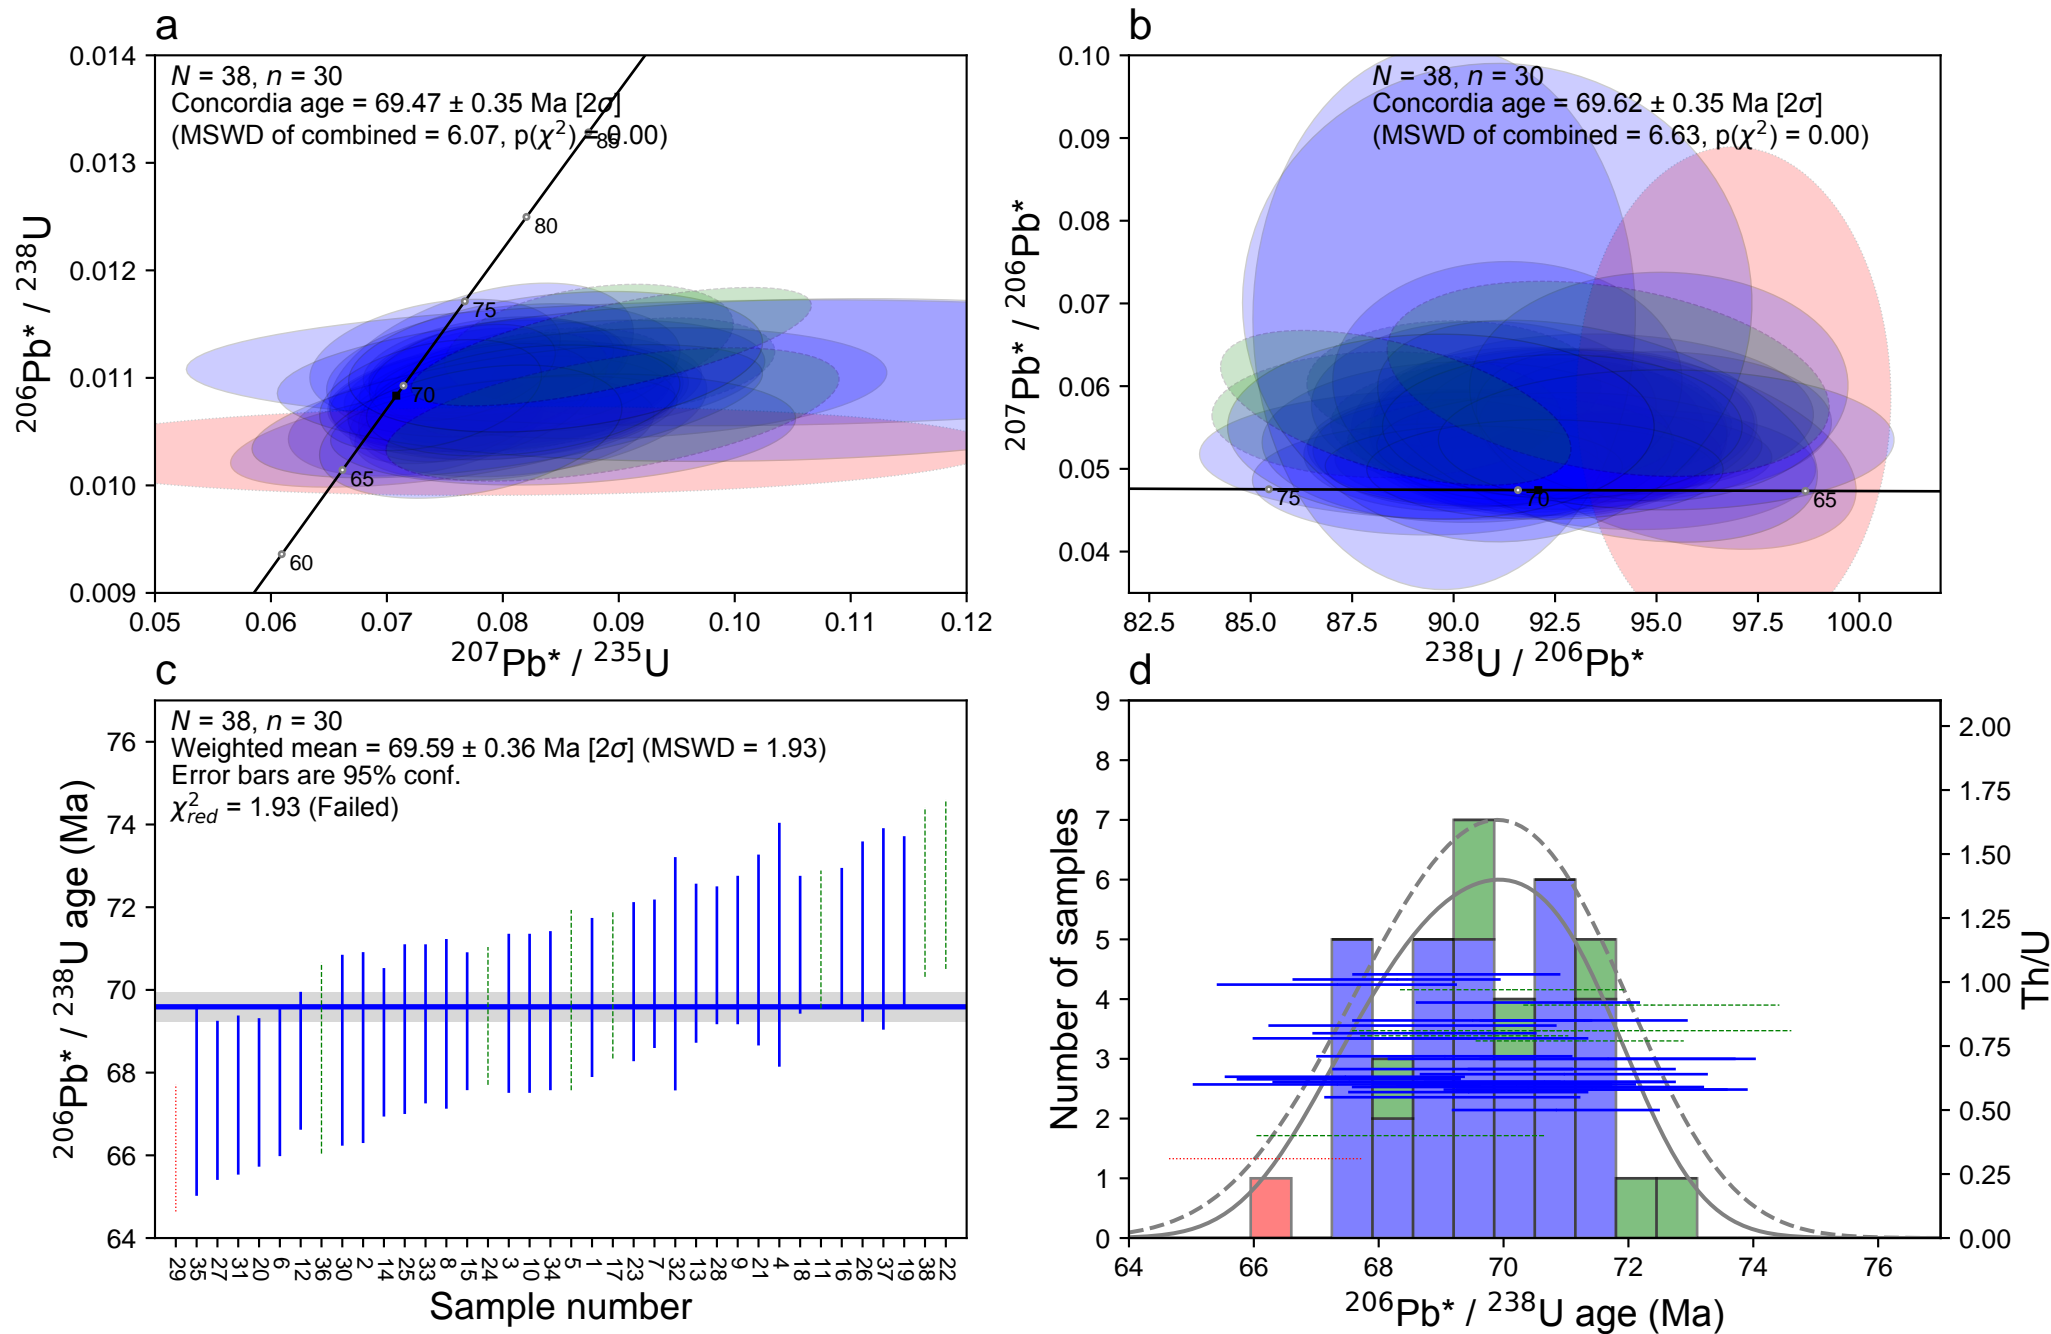 a
N = 38, n = 30
Concordia age = 69.47 ± 0.35 Ma [2σ]
(MSWD of combined = 6.07, p(χ²) = 0.00)
0.014
0.013
0.012
0.011
0.010
0.009
²⁰⁶Pb* / ²³⁸U
85
80
75
70
65
60
0.05 0.06 0.07 0.08 0.09 0.10 0.11 0.12
²⁰⁷Pb* / ²³⁵U
b
N = 38, n = 30
Concordia age = 69.62 ± 0.35 Ma [2σ]
(MSWD of combined = 6.63, p(χ²) = 0.00)
0.10
0.09
0.08
0.07
0.06
0.05
0.04
²⁰⁷Pb* / ²⁰⁶Pb*
75 70 65
82.5 85.0 87.5 90.0 92.5 95.0 97.5 100.0
²³⁸U / ²⁰⁶Pb*
c
N = 38, n = 30
Weighted mean = 69.59 ± 0.36 Ma [2σ] (MSWD = 1.93)
Error bars are 95% conf.
χ²red = 1.93 (Failed)
76
74
72
70
68
66
64
²⁰⁶Pb* / ²³⁸U age (Ma)
29 35 27 31 20 6 12 36 30 2 14 25 33 8 15 24 3 10 34 5 1 17 23 7 32 13 28 9 21 4 18 11 16 26 37 19 38 22
Sample number
d
9
8
7
6
5
4
3
2
1
0
Number of samples
2.00
1.75
1.50
1.25
1.00
0.75
0.50
0.25
0.00
Th/U
64 66 68 70 72 74 76
²⁰⁶Pb* / ²³⁸U age (Ma)